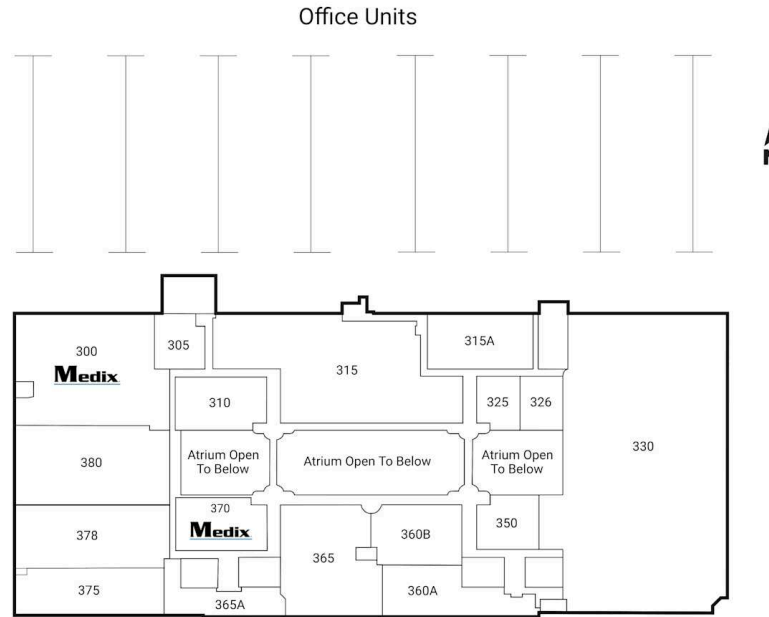 Office Units
300
Medix
305
315
315A
310
325
326
330
380
Atrium Open
To Below
Atrium Open To Below
Atrium Open
To Below
370
Medix
350
378
365
360B
375
365A
360A